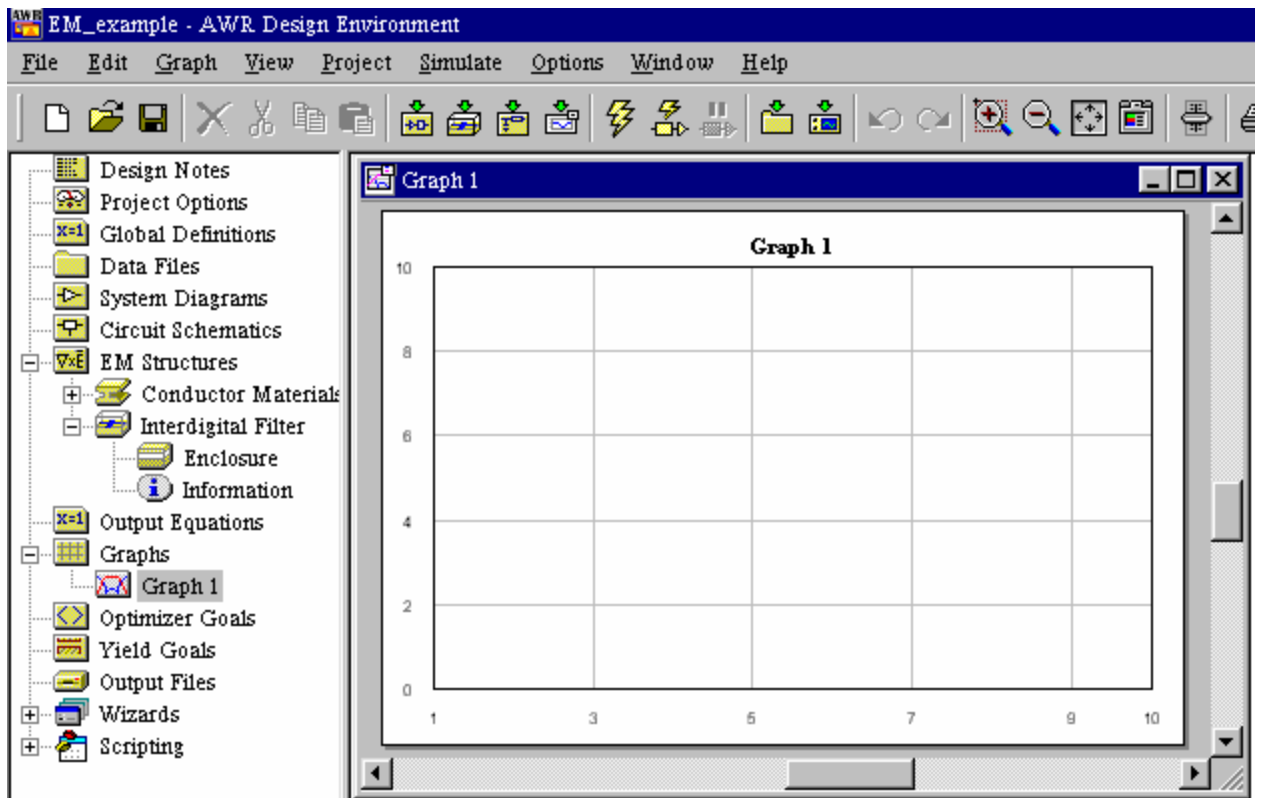 EM_example - AWR Design Environment
File Edit Graph View Project Simulate Options Window Help
Design Notes
Project Options
X=1 Global Definitions
Data Files
System Diagrams
Circuit Schematics
∇×E EM Structures
Conductor Materials
Interdigital Filter
Enclosure
i Information
X=1 Output Equations
Graphs
Graph 1
Optimizer Goals
Yield Goals
Output Files
Wizards
Scripting
Graph 1
Graph 1
10
8
6
4
2
0
1 3 5 7 9 10